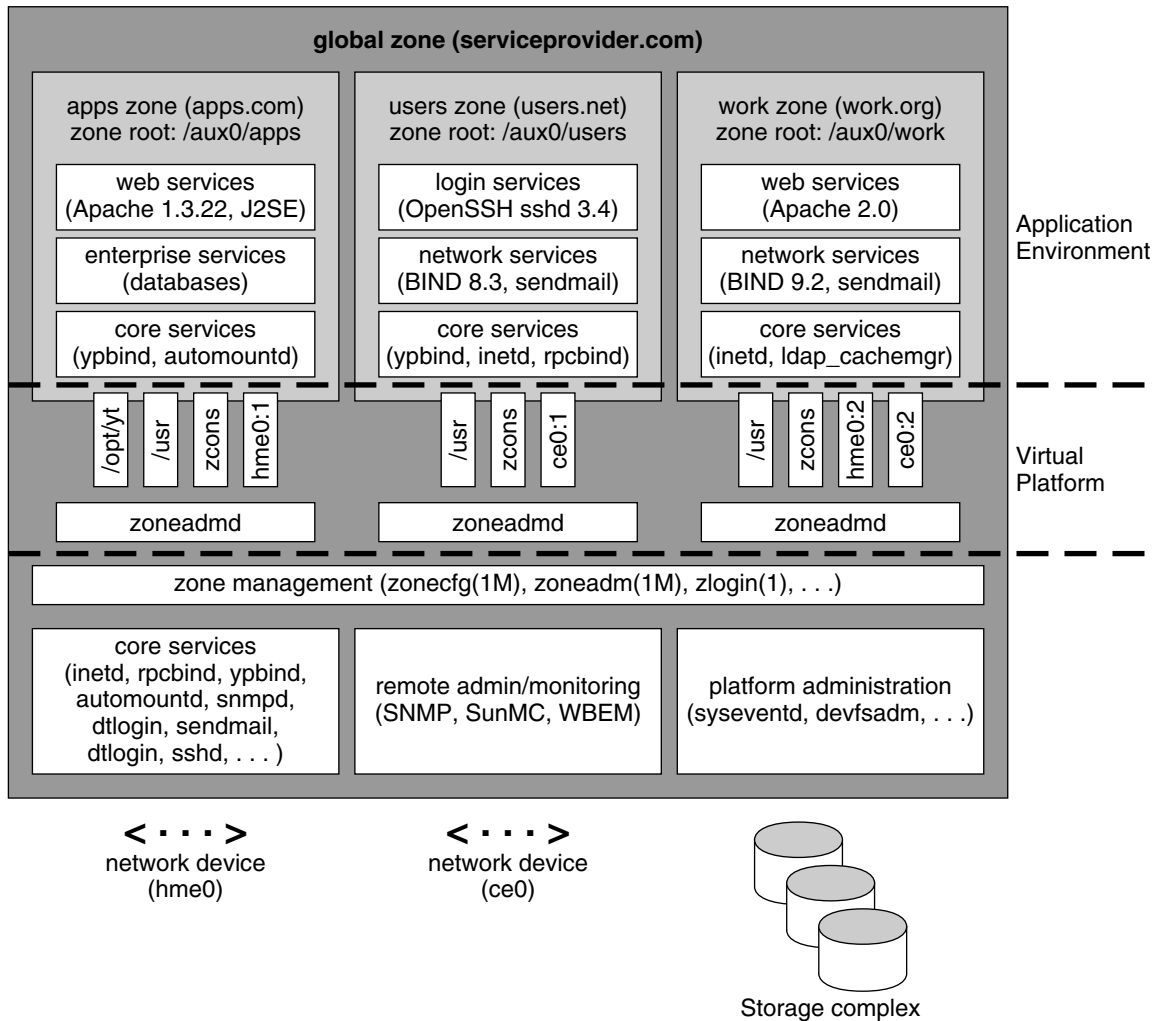 global zone (serviceprovider.com)
apps zone (apps.com)
zone root: /aux0/apps
web services
(Apache 1.3.22, J2SE)
enterprise services
(databases)
core services
(ypbind, automountd)
users zone (users.net)
zone root: /aux0/users
login services
(OpenSSH sshd 3.4)
network services
(BIND 8.3, sendmail)
core services
(ypbind, inetd, rpcbind)
work zone (work.org)
zone root: /aux0/work
web services
(Apache 2.0)
network services
(BIND 9.2, sendmail)
core services
(inetd, ldap_cachemgr)
Application
Environment
/opt/yt
/usr
zcons
hme0:1
/usr
zcons
ce0:1
/usr
zcons
hme0:2
ce0:2
Virtual
Platform
zoneadmd
zoneadmd
zoneadmd
zone management (zonecfg(1M), zoneadm(1M), zlogin(1), . . .)
core services
(inetd, rpcbind, ypbind,
automountd, snmpd,
dtlogin, sendmail,
dtlogin, sshd, . . . )
remote admin/monitoring
(SNMP, SunMC, WBEM)
platform administration
(syseventd, devfsadm, . . .)
< · · · >
network device
(hme0)
< · · · >
network device
(ce0)
Storage complex